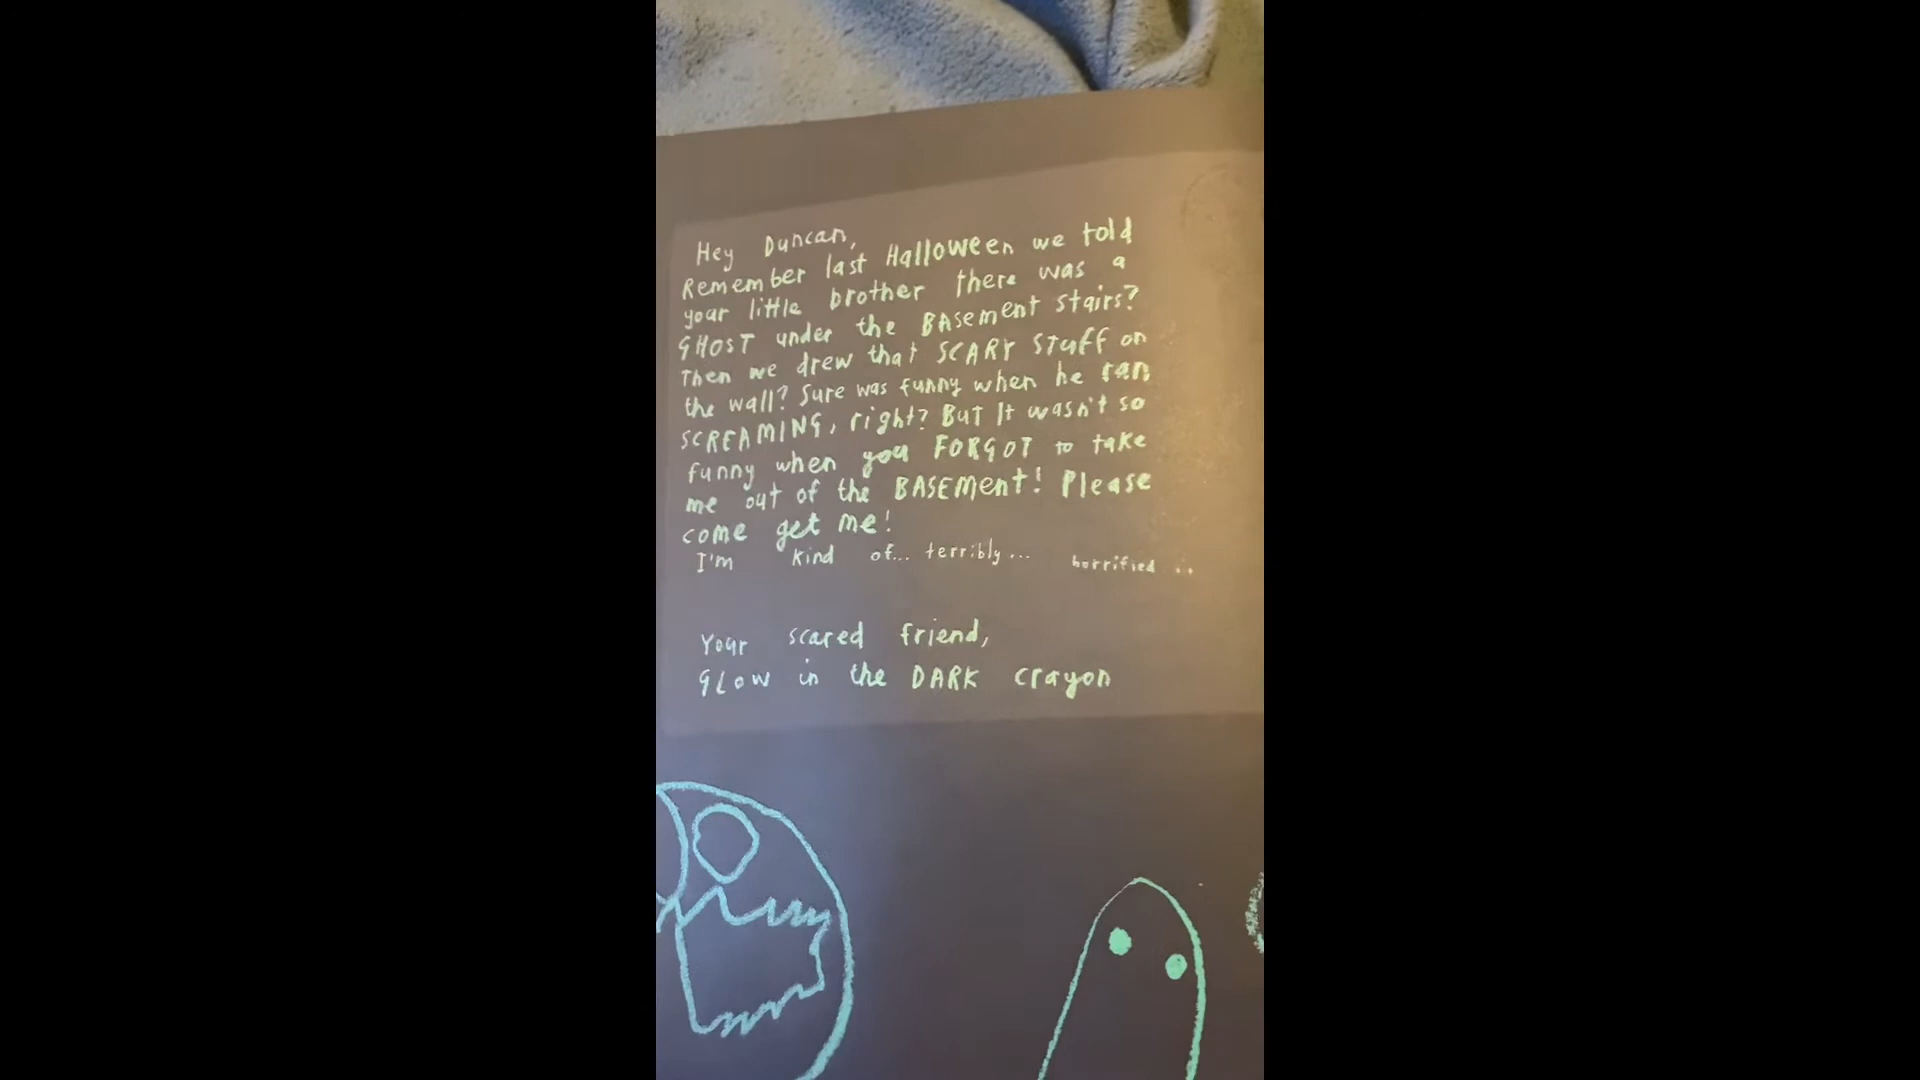 Hey Duncan,
Remember last Halloween we told
your little brother there was a
GHOST under the BAsement stairs?
Then we drew that SCARY Stuff on
the wall? Sure was funny when he ran
SCREAMING, right? But It wasn't so
funny when you FORGOT to take
me out of the BASEMent! Please
come get me!
I'm kind of... terribly... horrified ..
Your scared friend,
GLOW in the DARK crayon